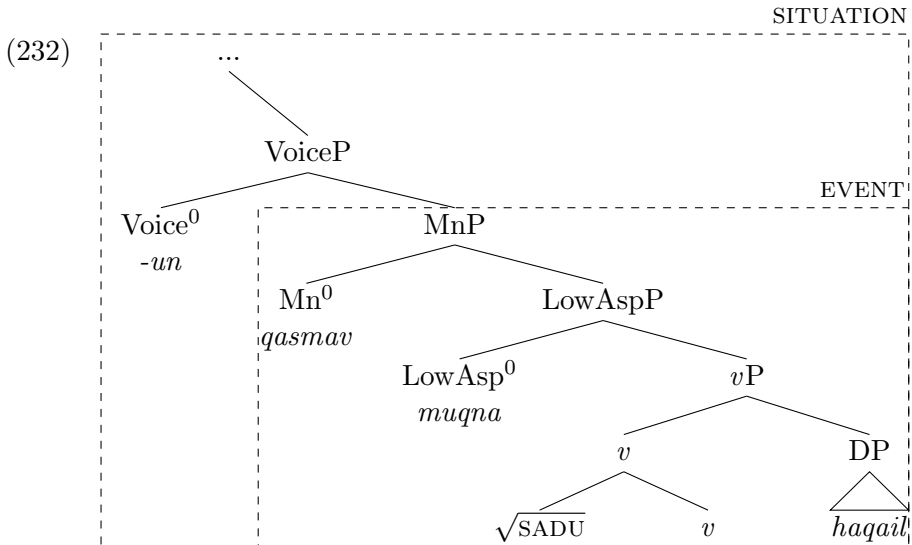 SITUATION
(232)
...
VoiceP
EVENT
Voice⁰ MnP
-un
Mn⁰ LowAspP
qasmav
LowAsp⁰ vP
muqna
v DP
√SADU v haqail